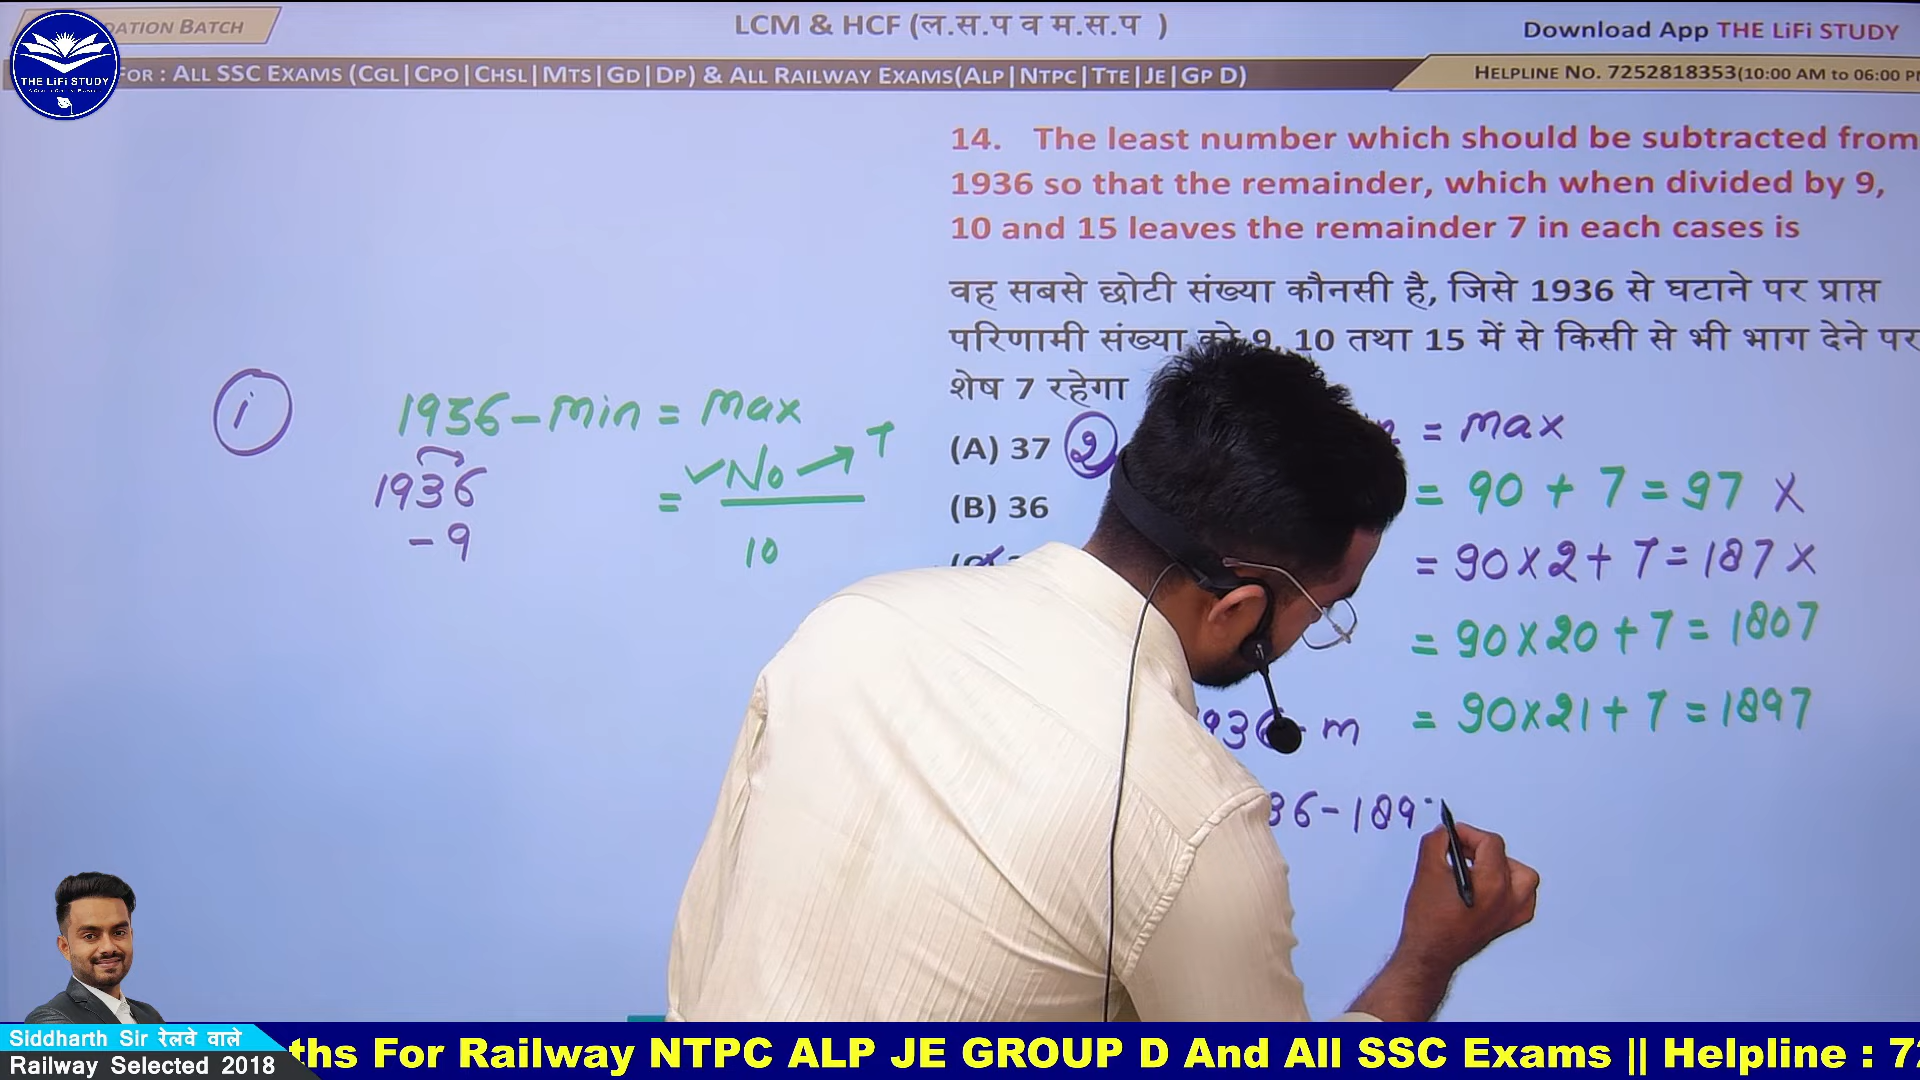 DATION BATCH
LCM & HCF (ल.स.प व म.स.प )
Download App THE LiFi STUDY
THE LiFi STUDY
FOR : ALL SSC EXAMS (CGL|CPO|CHSL|MTS|GD|DP) & ALL RAILWAY EXAMS(ALP|NTPC|TTE|JE|GP D)
HELPLINE NO. 7252818353(10:00 AM TO 06:00 P
14. The least number which should be subtracted from
1936 so that the remainder, which when divided by 9,
10 and 15 leaves the remainder 7 in each cases is
वह सबसे छोटी संख्या कौनसी है, जिसे 1936 से घटाने पर प्राप्त
परिणामी संख्या को 9, 10 तथा 15 में से किसी से भी भाग देने पर
शेष 7 रहेगा
(A) 37
(B) 36
i
1936 - min = max
1936
- 9
= ✓No → 7
10
2
= max
= 90 + 7 = 97 X
= 90 x 2 + 7 = 187 X
= 90 x 20 + 7 = 1807
= 90 x 21 + 7 = 1897
936 - m
36 - 189
Siddharth Sir रेलवे वाले
Railway Selected 2018
ths For Railway NTPC ALP JE GROUP D And All SSC Exams || Helpline : 7